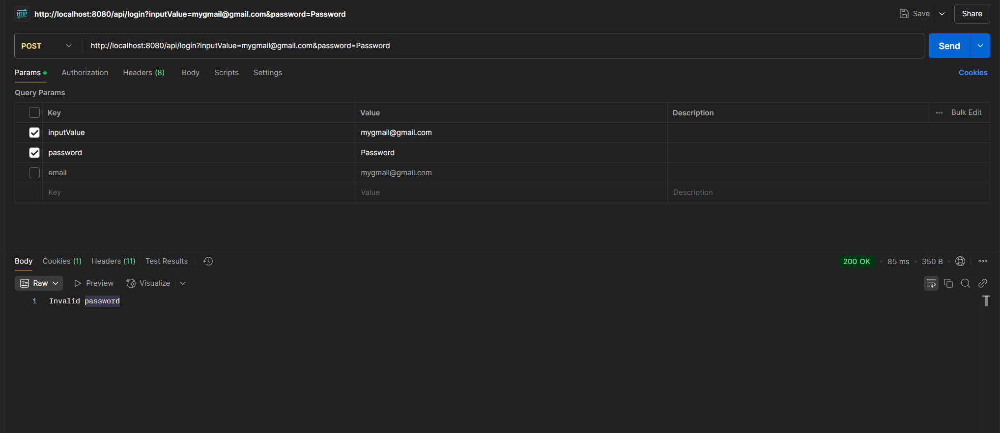 HTTP http://localhost:8080/api/login?inputValue=mygmail@gmail.com&password=Password Save Share
POST http://localhost:8080/api/login?inputValue=mygmail@gmail.com&password=Password Send
Params Authorization Headers (8) Body Scripts Settings Cookies
Query Params
Key Value Description Bulk Edit
inputValue mygmail@gmail.com
password Password
email mygmail@gmail.com
Key Value Description
Body Cookies (1) Headers (11) Test Results 200 OK 85 ms 350 B
Raw Preview Visualize
1 Invalid password